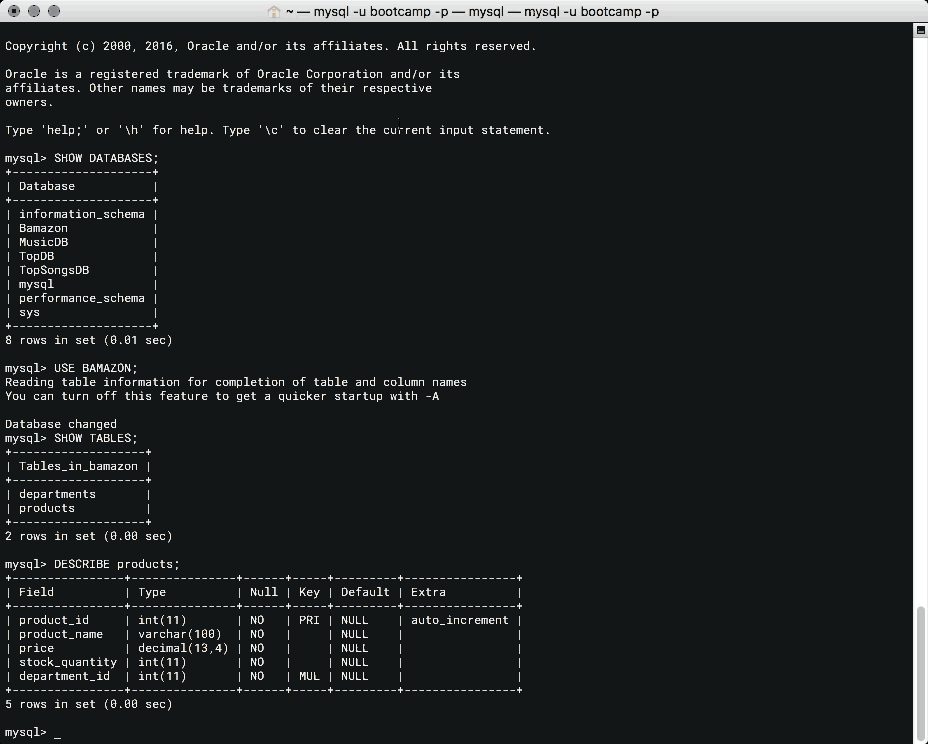 ~ — mysql -u bootcamp -p — mysql — mysql -u bootcamp -p
Copyright (c) 2000, 2016, Oracle and/or its affiliates. All rights reserved.
Oracle is a registered trademark of Oracle Corporation and/or its
affiliates. Other names may be trademarks of their respective
owners.
Type 'help;' or '\h' for help. Type '\c' to clear the current input statement.
mysql> SHOW DATABASES;
+--------------------+
| Database           |
+--------------------+
| information_schema |
| Bamazon            |
| MusicDB            |
| TopDB              |
| TopSongsDB         |
| mysql              |
| performance_schema |
| sys                |
+--------------------+
8 rows in set (0.01 sec)
mysql> USE BAMAZON;
Reading table information for completion of table and column names
You can turn off this feature to get a quicker startup with -A
Database changed
mysql> SHOW TABLES;
+-------------------+
| Tables_in_bamazon |
+-------------------+
| departments       |
| products          |
+-------------------+
2 rows in set (0.00 sec)
mysql> DESCRIBE products;
+----------------+---------------+------+-----+---------+----------------+
| Field          | Type          | Null | Key | Default | Extra          |
+----------------+---------------+------+-----+---------+----------------+
| product_id     | int(11)       | NO   | PRI | NULL    | auto_increment |
| product_name   | varchar(100)  | NO   |     | NULL    |                |
| price          | decimal(13,4) | NO   |     | NULL    |                |
| stock_quantity | int(11)       | NO   |     | NULL    |                |
| department_id  | int(11)       | NO   | MUL | NULL    |                |
+----------------+---------------+------+-----+---------+----------------+
5 rows in set (0.00 sec)
mysql> _